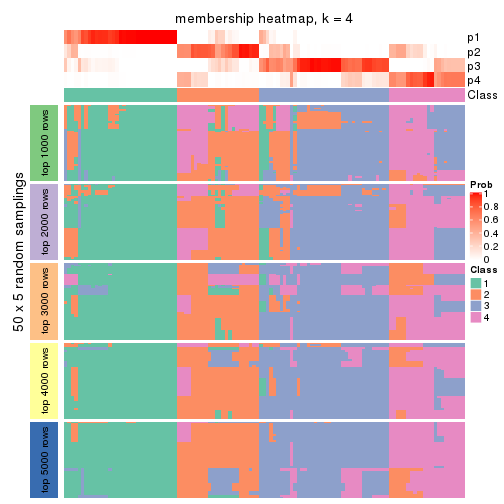 membership heatmap, k = 4
p1
p2
p3
p4
Class
50 x 5 random samplings
top 1000 rows
top 2000 rows
top 3000 rows
top 4000 rows
top 5000 rows
Prob
1
0.8
0.6
0.4
0.2
0
Class
1
2
3
4